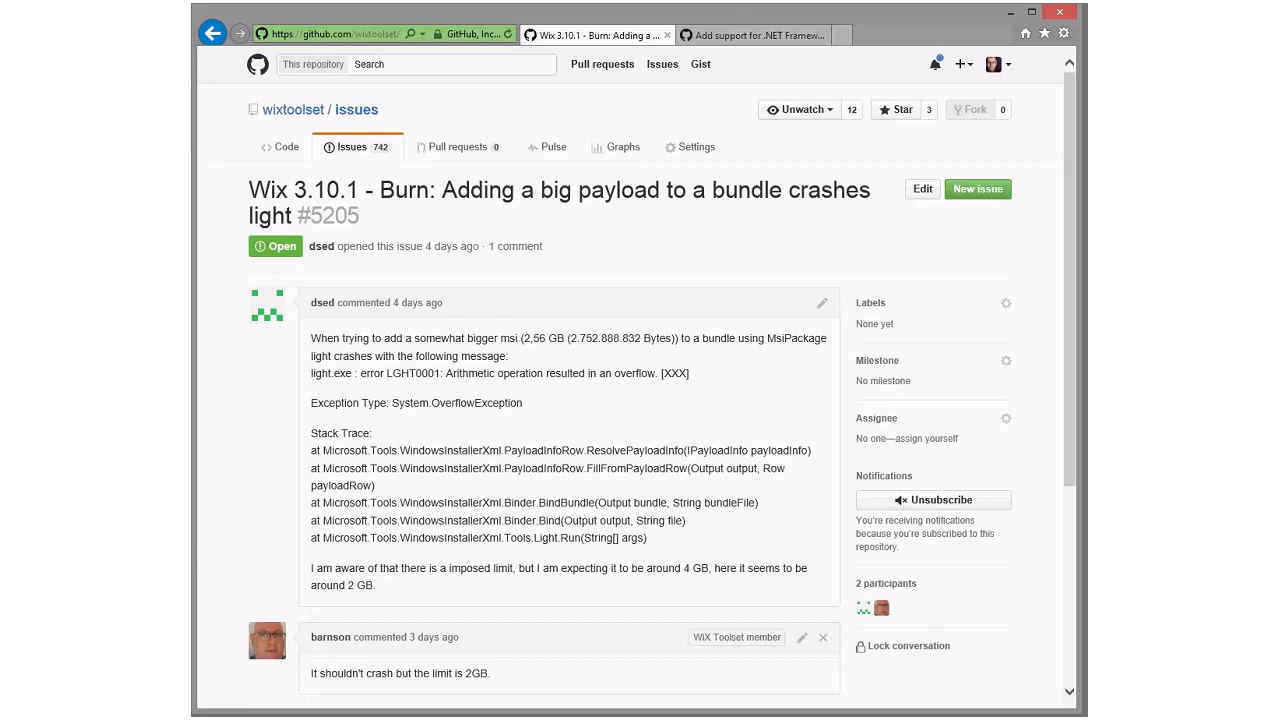 https://github.com/wixtoolset/ GitHub, Inc... Wix 3.10.1 - Burn: Adding a ... Add support for .NET Framew...
This repository Search Pull requests Issues Gist
wixtoolset / issues Unwatch 12 Star 3 Fork 0
Code Issues 742 Pull requests 0 Pulse Graphs Settings
Wix 3.10.1 - Burn: Adding a big payload to a bundle crashes
light #5205
Edit New issue
Open dsed opened this issue 4 days ago · 1 comment
dsed commented 4 days ago
When trying to add a somewhat bigger msi (2,56 GB (2.752.888.832 Bytes)) to a bundle using MsiPackage
light crashes with the following message:
light.exe : error LGHT0001: Arithmetic operation resulted in an overflow. [XXX]
Exception Type: System.OverflowException
Stack Trace:
at Microsoft.Tools.WindowsInstallerXml.PayloadInfoRow.ResolvePayloadInfo(IPayloadInfo payloadInfo)
at Microsoft.Tools.WindowsInstallerXml.PayloadInfoRow.FillFromPayloadRow(Output output, Row
payloadRow)
at Microsoft.Tools.WindowsInstallerXml.Binder.BindBundle(Output bundle, String bundleFile)
at Microsoft.Tools.WindowsInstallerXml.Binder.Bind(Output output, String file)
at Microsoft.Tools.WindowsInstallerXml.Tools.Light.Run(String[] args)
I am aware of that there is a imposed limit, but I am expecting it to be around 4 GB, here it seems to be
around 2 GB.
barnson commented 3 days ago WiX Toolset member
It shouldn't crash but the limit is 2GB.
Labels
None yet
Milestone
No milestone
Assignee
No one—assign yourself
Notifications
Unsubscribe
You're receiving notifications
because you're subscribed to this
repository.
2 participants
Lock conversation